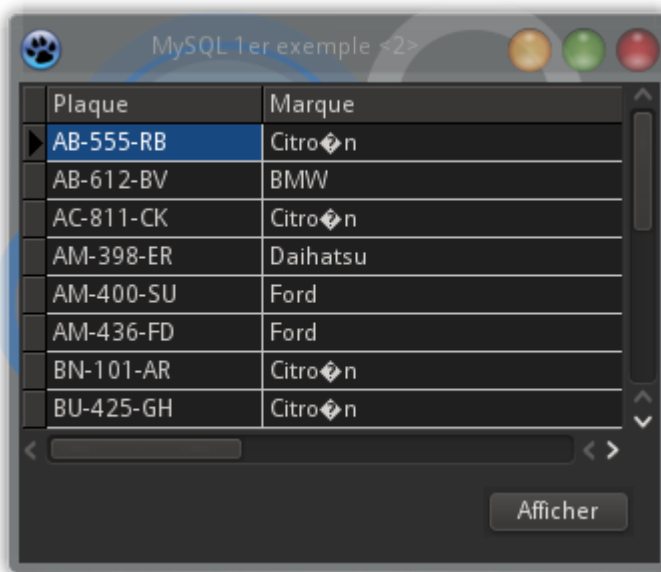 MySQL 1er exemple <2>
Plaque Marque
AB-555-RB Citro�n
AB-612-BV BMW
AC-811-CK Citro�n
AM-398-ER Daihatsu
AM-400-SU Ford
AM-436-FD Ford
BN-101-AR Citro�n
BU-425-GH Citro�n
Afficher